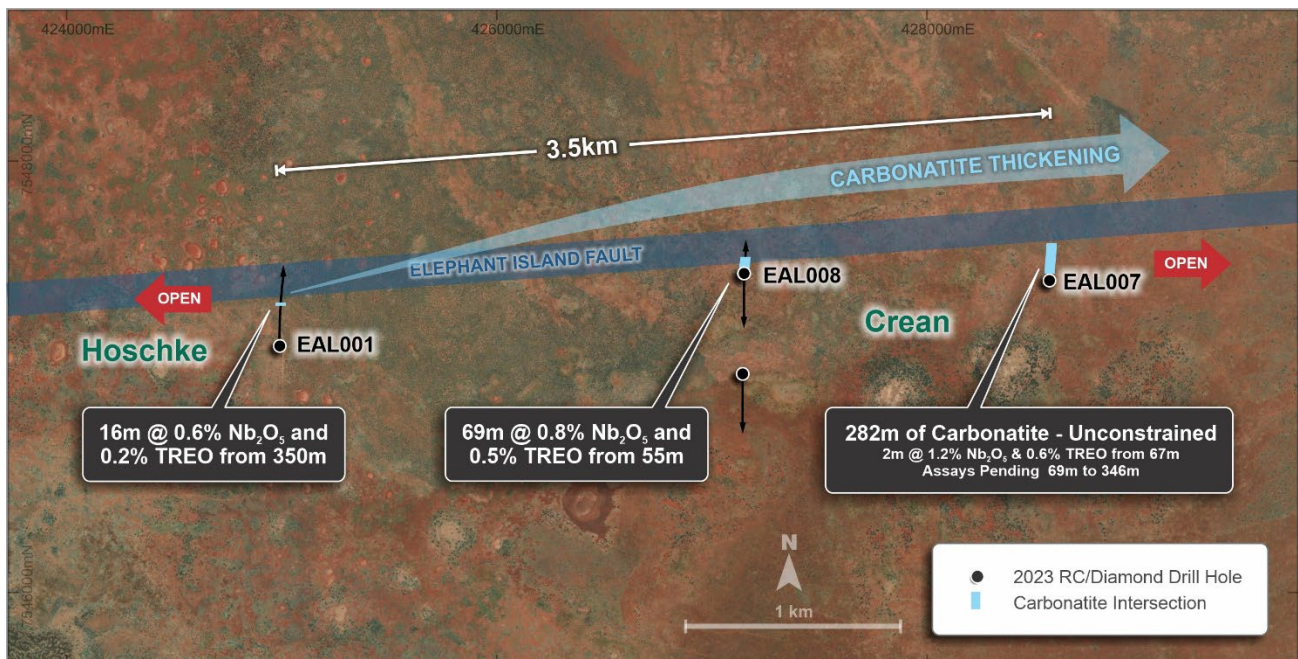 424000mE
426000mE
428000mE
7548000mN
3.5km
CARBONATITE THICKENING
ELEPHANT ISLAND FAULT
OPEN
OPEN
EAL008
EAL007
EAL001
Hoschke
Crean
16m @ 0.6% Nb₂O₅ and
0.2% TREO from 350m
69m @ 0.8% Nb₂O₅ and
0.5% TREO from 55m
282m of Carbonatite - Unconstrained
2m @ 1.2% Nb₂O₅ & 0.6% TREO from 67m
Assays Pending 69m to 346m
7546000mN
N
1 km
2023 RC/Diamond Drill Hole
Carbonatite Intersection